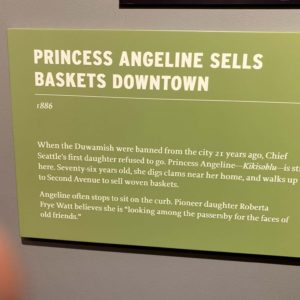 PRINCESS ANGELINE SELLS
BASKETS DOWNTOWN
1886
When the Duwamish were banned from the city 21 years ago, Chief
Seattle's first daughter refused to go. Princess Angeline—Kikisoblu—is
here. Seventy-six years old, she digs clams near her home, and walks up
to Second Avenue to sell woven baskets.
Angeline often stops to sit on the curb. Pioneer daughter Roberta
Frye Watt believes she is "looking among the passersby for the faces of
old friends."